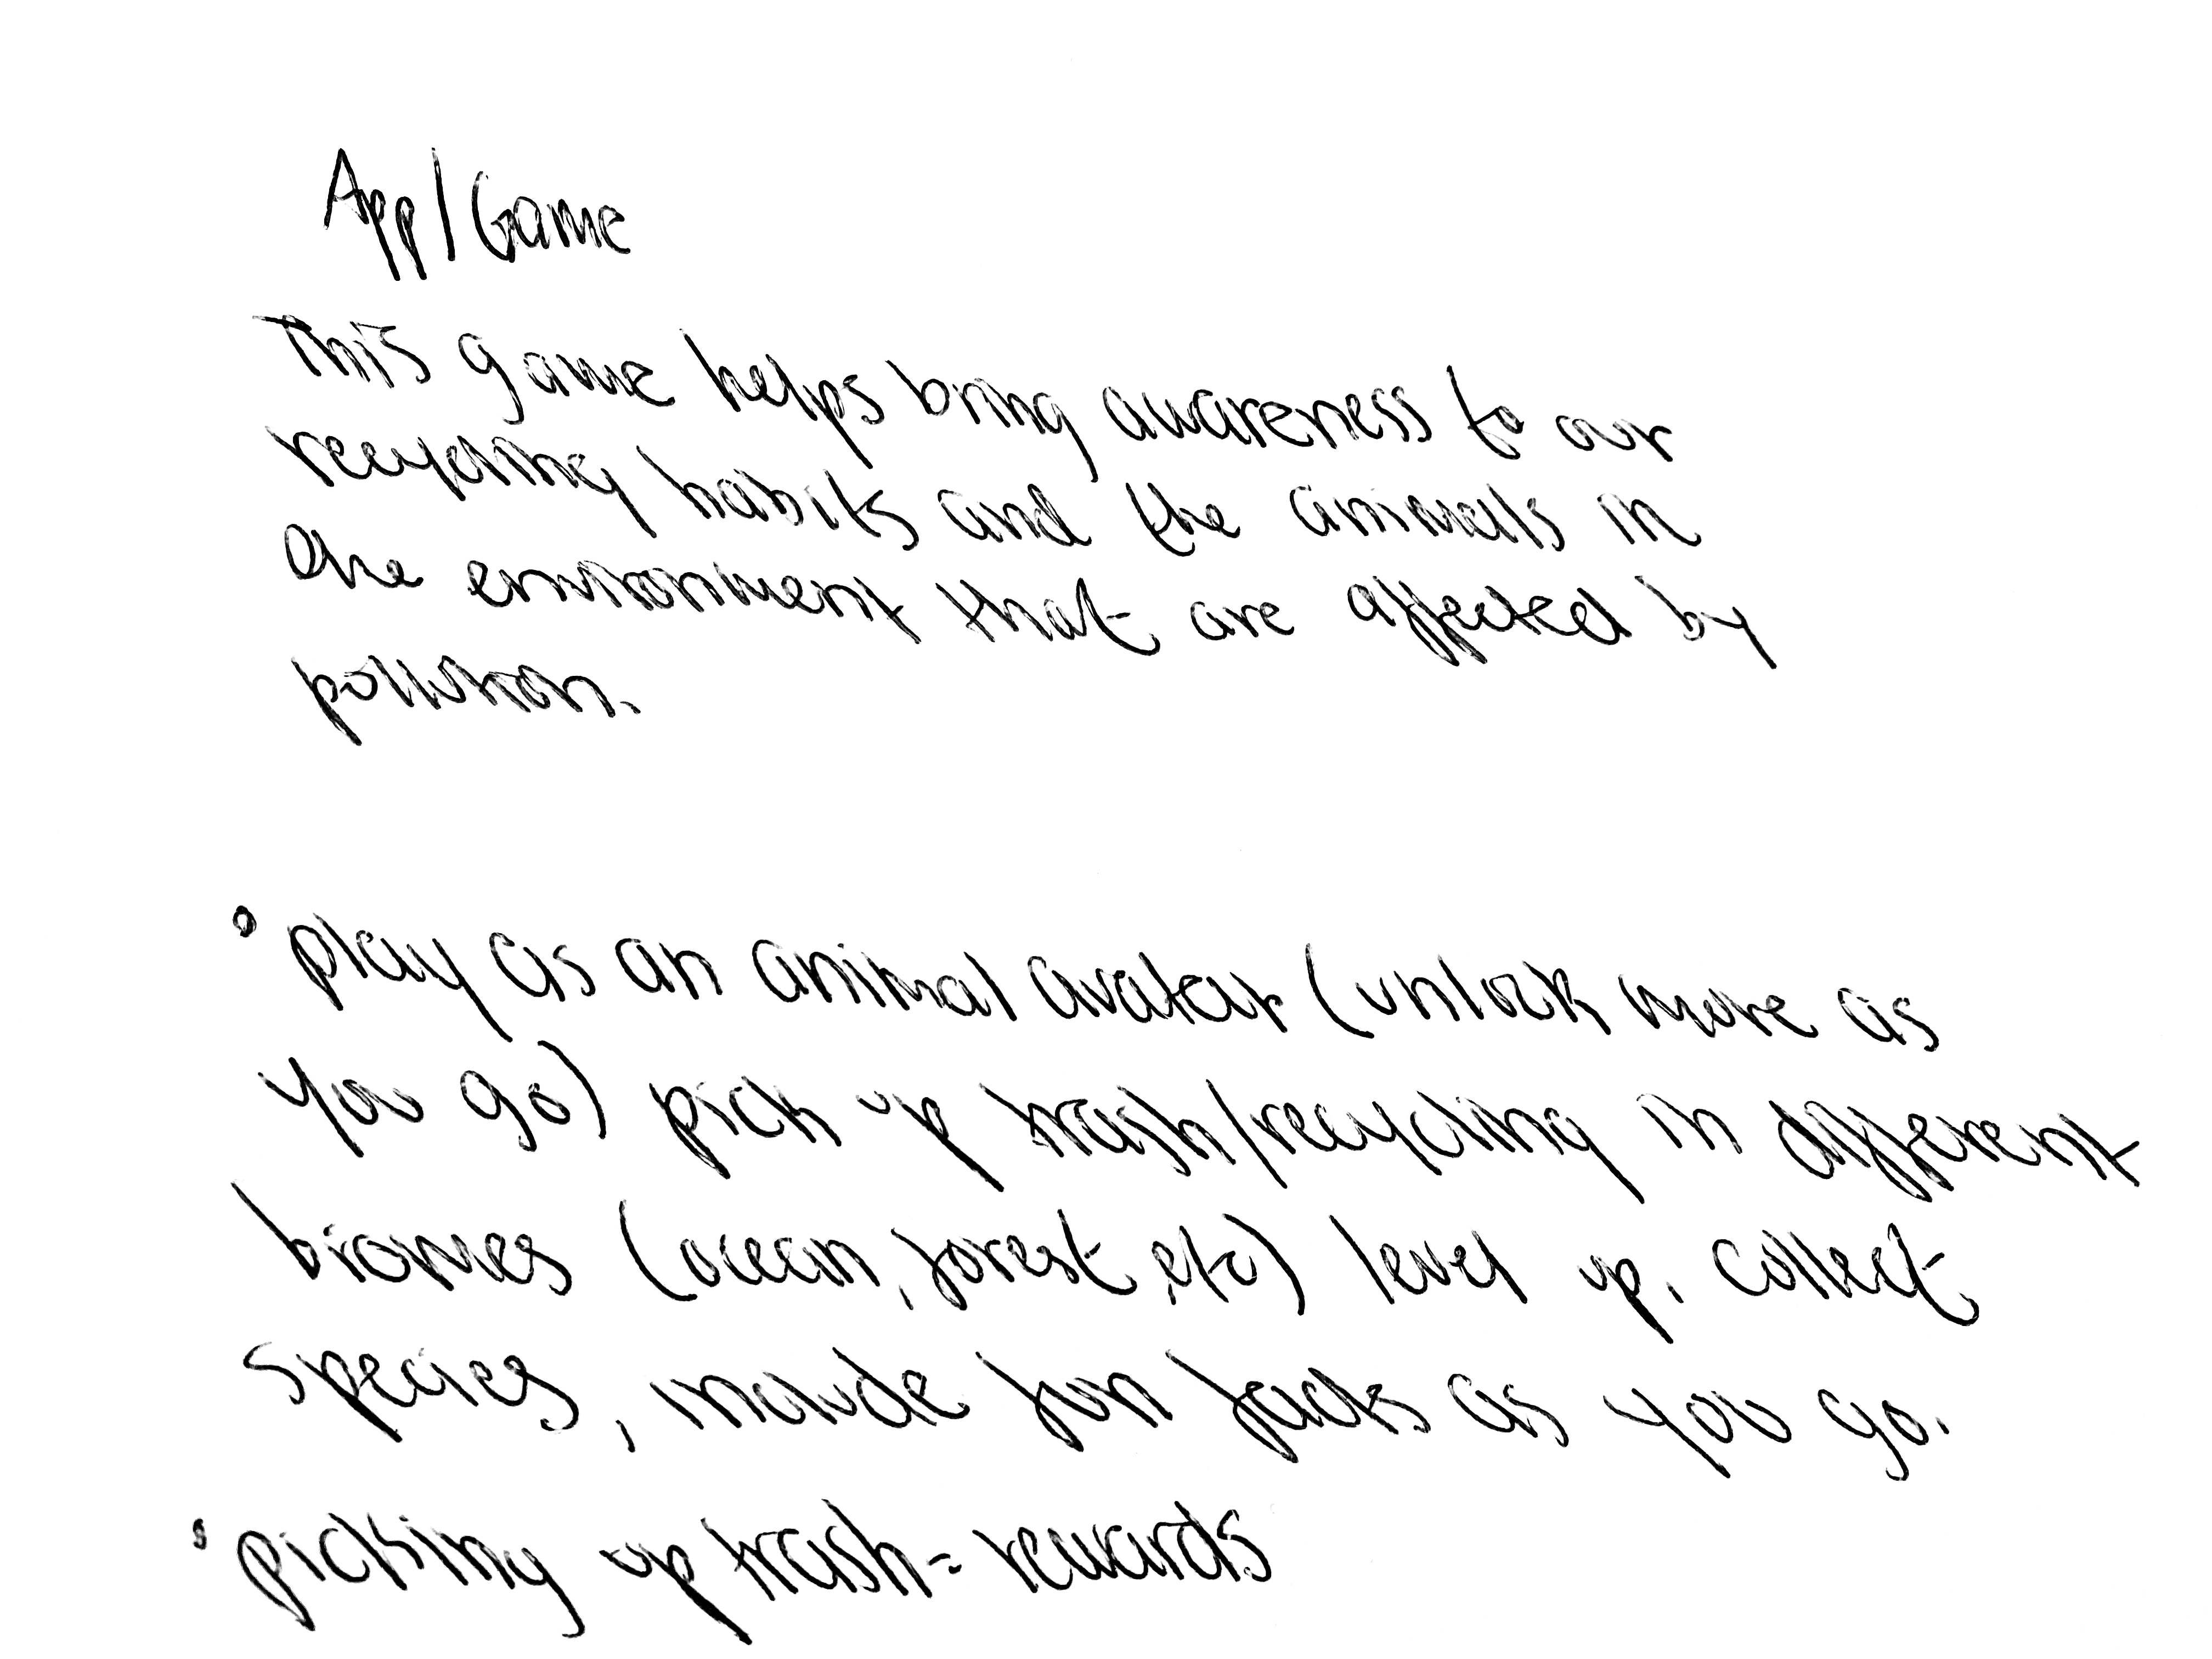 App/Game
This game helps bring awareness to our
recycling habits and the animals in
the environment that are affected by
pollution.
• play as an animal avatar (unlock more as
you go) pick up trash/recycling in different
biomes (ocean, forest, etc) level up. collect
species, include fun facts as you go.
• picking up trash = rewards